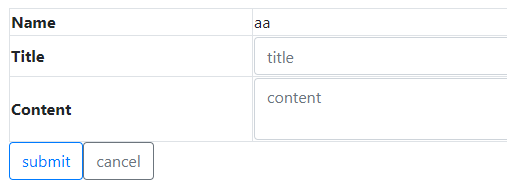 Name aa
Title title
Content content
submit cancel